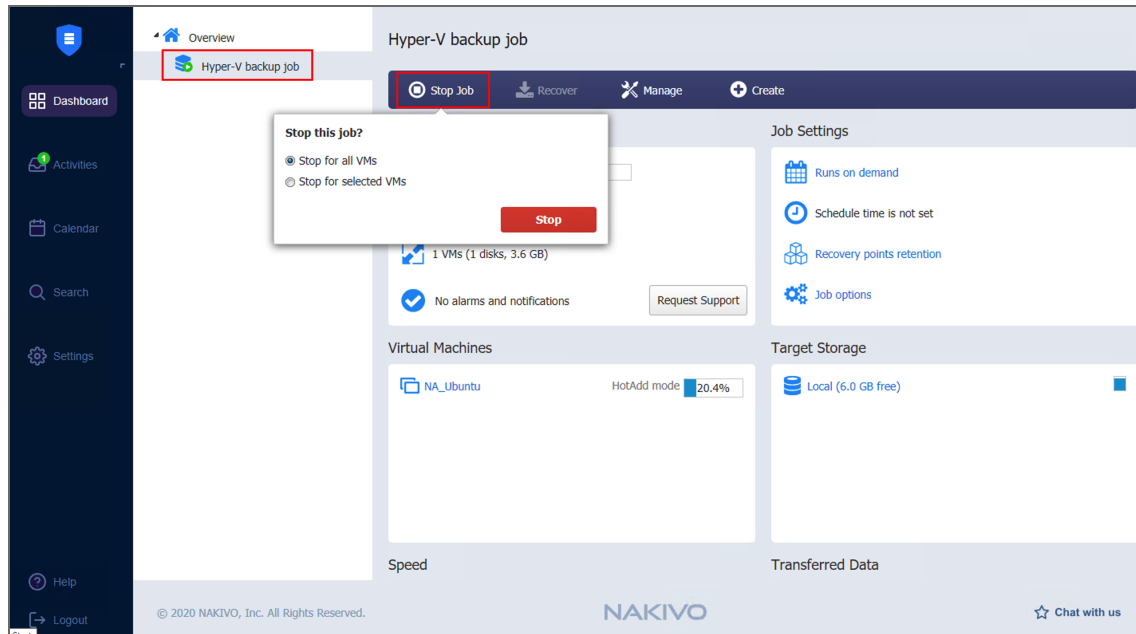 Overview
Hyper-V backup job
Dashboard
1
Activities
Calendar
Search
Settings
Help
Logout
Hyper-V backup job
Stop Job
Recover
Manage
Create
Stop this job?
Stop for all VMs
Stop for selected VMs
Stop
1 VMs (1 disks, 3.6 GB)
No alarms and notifications
Request Support
Job Settings
Runs on demand
Schedule time is not set
Recovery points retention
Job options
Virtual Machines
NA_Ubuntu
HotAdd mode
20.4%
Target Storage
Local (6.0 GB free)
Speed
Transferred Data
© 2020 NAKIVO, Inc. All Rights Reserved.
NAKIVO
Chat with us